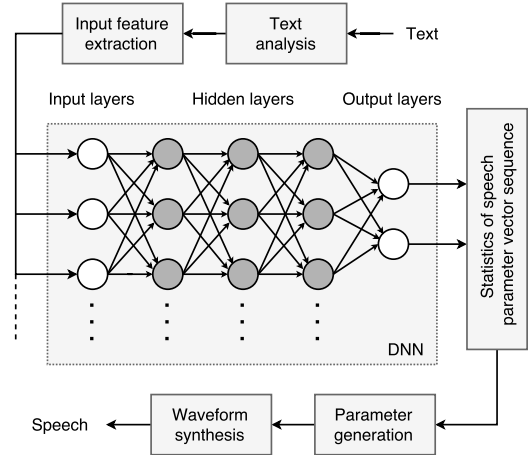 Input feature
extraction
Text
analysis
Text
Input layers
Hidden layers
Output layers
Statistics of speech
parameter vector sequence
DNN
Speech
Waveform
synthesis
Parameter
generation